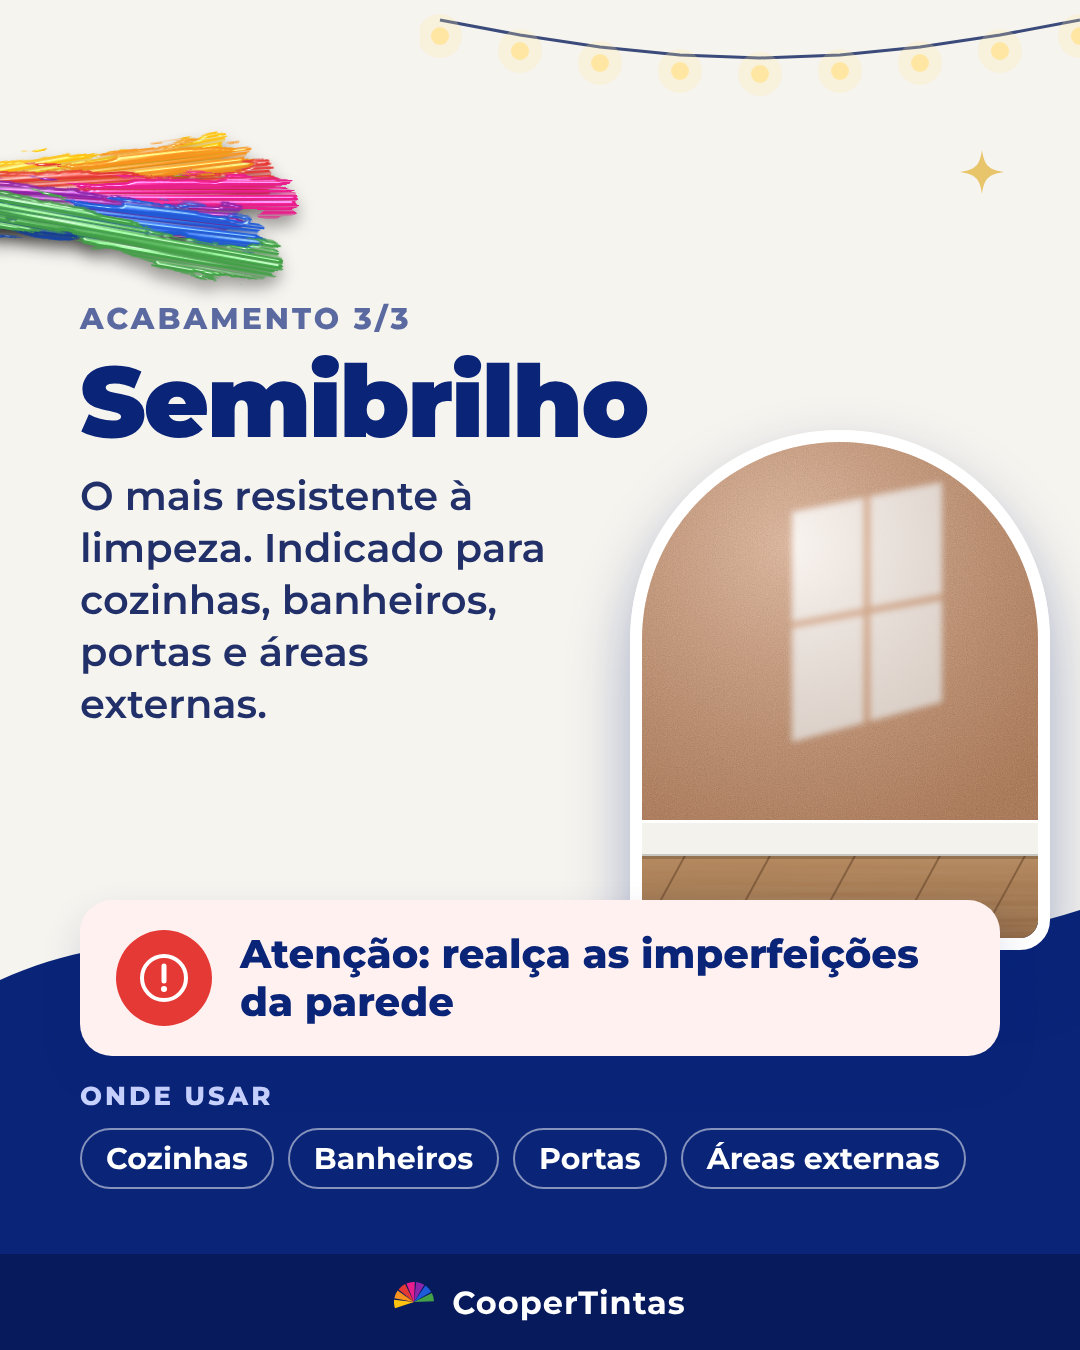 ACABAMENTO 3/3
Semibrilho
O mais resistente à
limpeza. Indicado para
cozinhas, banheiros,
portas e áreas
externas.
Atenção: realça as imperfeições
da parede
ONDE USAR
Cozinhas Banheiros Portas Áreas externas
CooperTintas